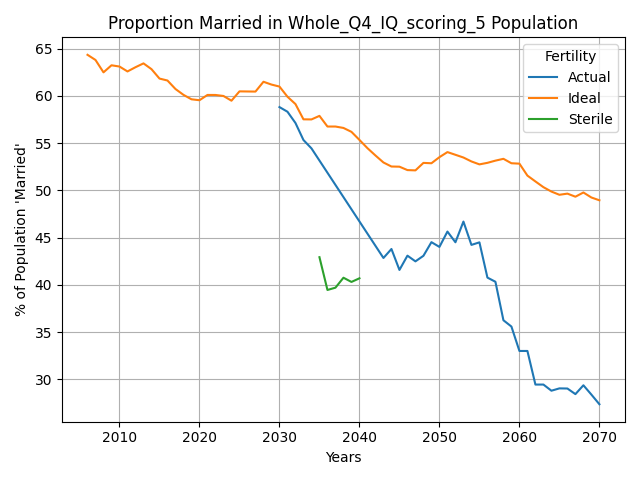 Proportion Married in Whole_Q4_IQ_scoring_5 Population
% of Population 'Married'
65
60
55
50
45
40
35
30
Fertility
Actual
Ideal
Sterile
2010 2020 2030 2040 2050 2060 2070
Years